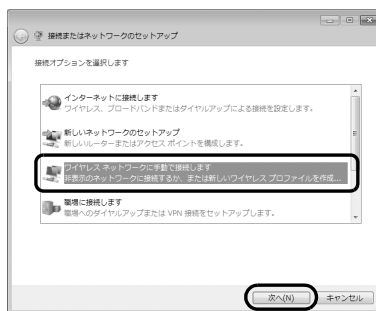 接続またはネットワークのセットアップ
接続オプションを選択します
インターネットに接続します
ワイヤレス、ブロードバンドまたはダイヤルアップによる接続を設定します。
新しいネットワークのセットアップ
新しいルーターまたはアクセス ポイントを構成します。
ワイヤレス ネットワークに手動で接続します
非表示のネットワークに接続するか、または新しいワイヤレス プロファイルを作成...
職場に接続します
職場へのダイヤルアップまたは VPN 接続をセットアップします。
次へ(N) キャンセル